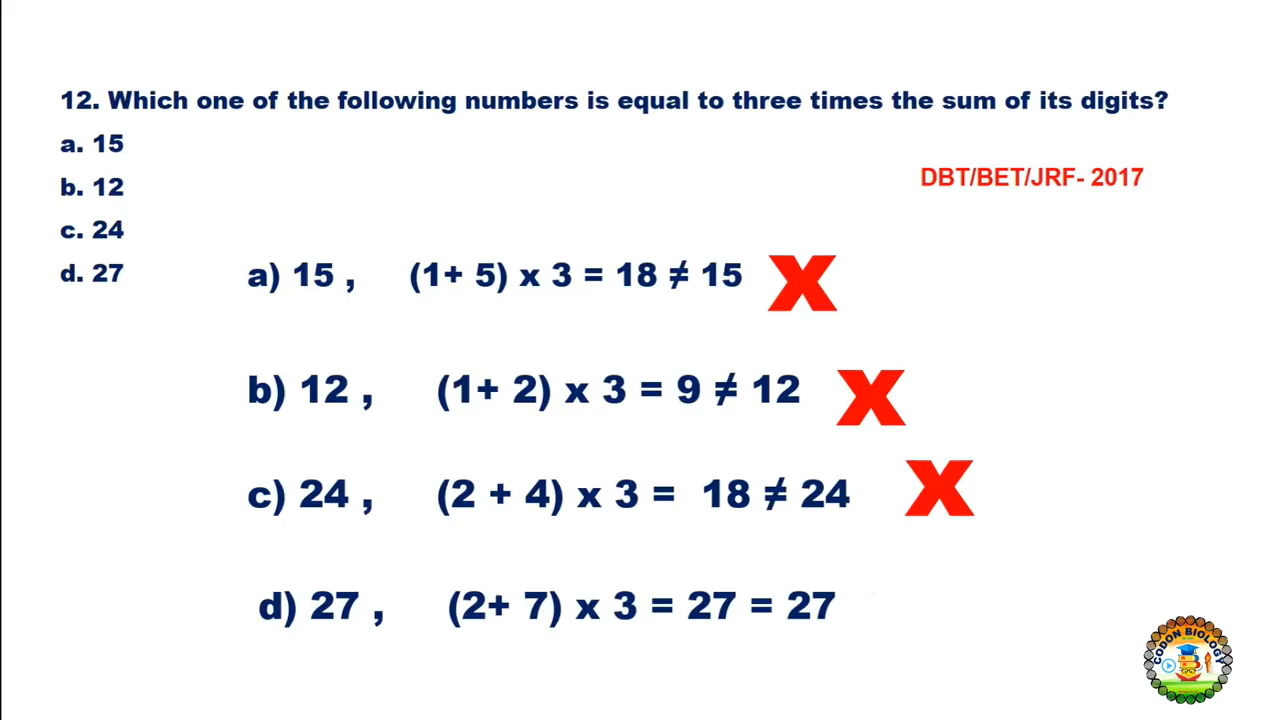 12. Which one of the following numbers is equal to three times the sum of its digits?
a. 15
DBT/BET/JRF- 2017
b. 12
c. 24
d. 27
a) 15 , (1+ 5) x 3 = 18 ≠ 15 X
b) 12 , (1+ 2) x 3 = 9 ≠ 12 X
c) 24 , (2 + 4) x 3 = 18 ≠ 24 X
d) 27 , (2+ 7) x 3 = 27 = 27
CODON BIOLOGY